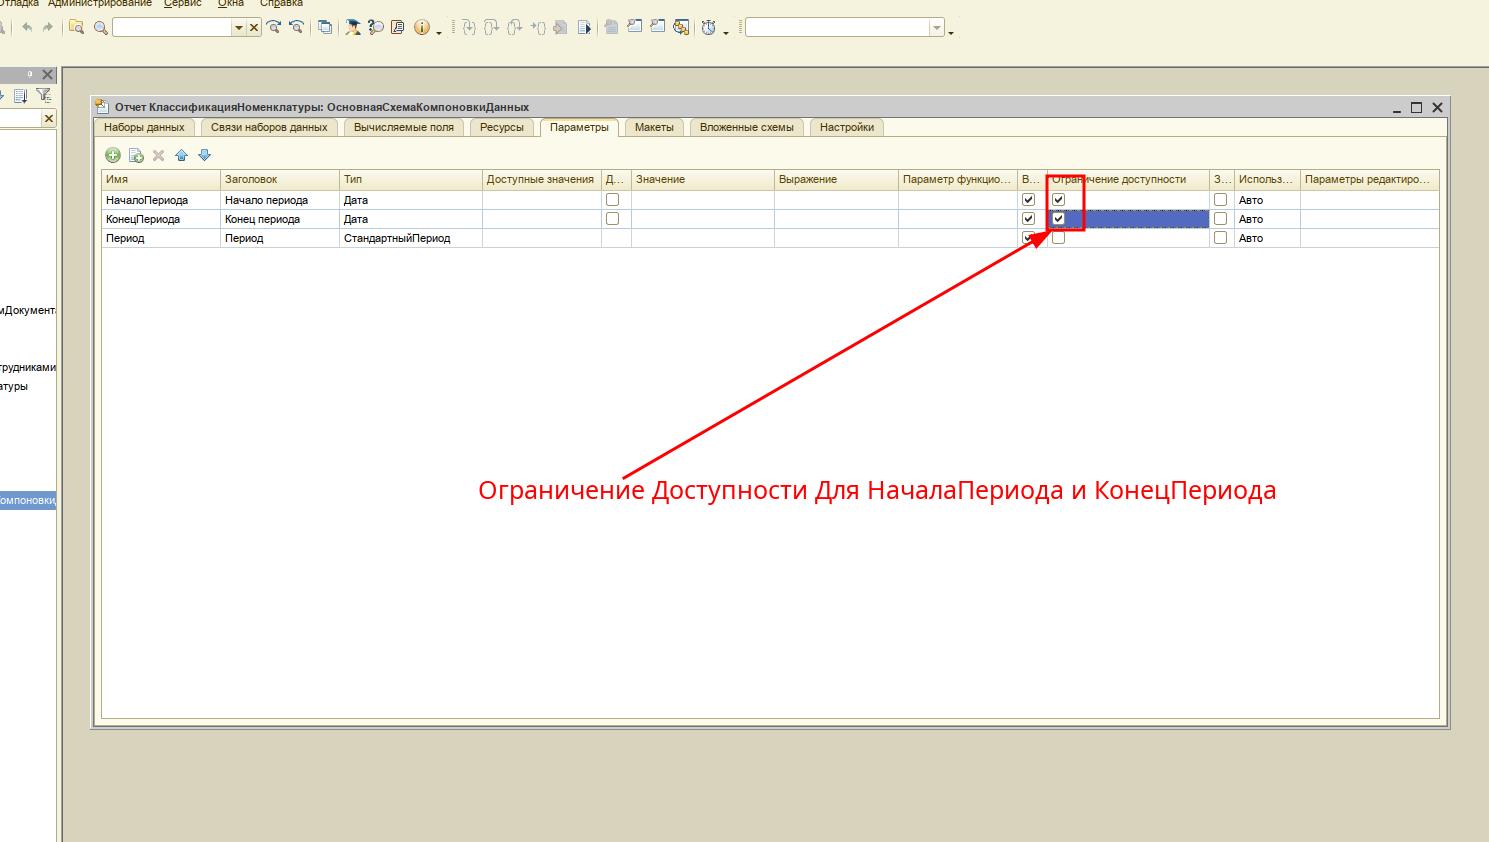 Отладка Администрирование Сервис Окна Справка
Отчет КлассификацияНоменклатуры: ОсновнаяСхемаКомпоновкиДанных
Наборы данных Связи наборов данных Вычисляемые поля Ресурсы Параметры Макеты Вложенные схемы Настройки
Имя Заголовок Тип Доступные значения Д... Значение Выражение Параметр функцио... В... Ограничение доступности З... Использ... Параметры редактиро...
НачалоПериода Начало периода Дата Авто
КонецПериода Конец периода Дата Авто
Период Период СтандартныйПериод Авто
мДокумент
трудниками
атуры
Компоновки
Ограничение Доступности Для НачалаПериода и КонецПериода